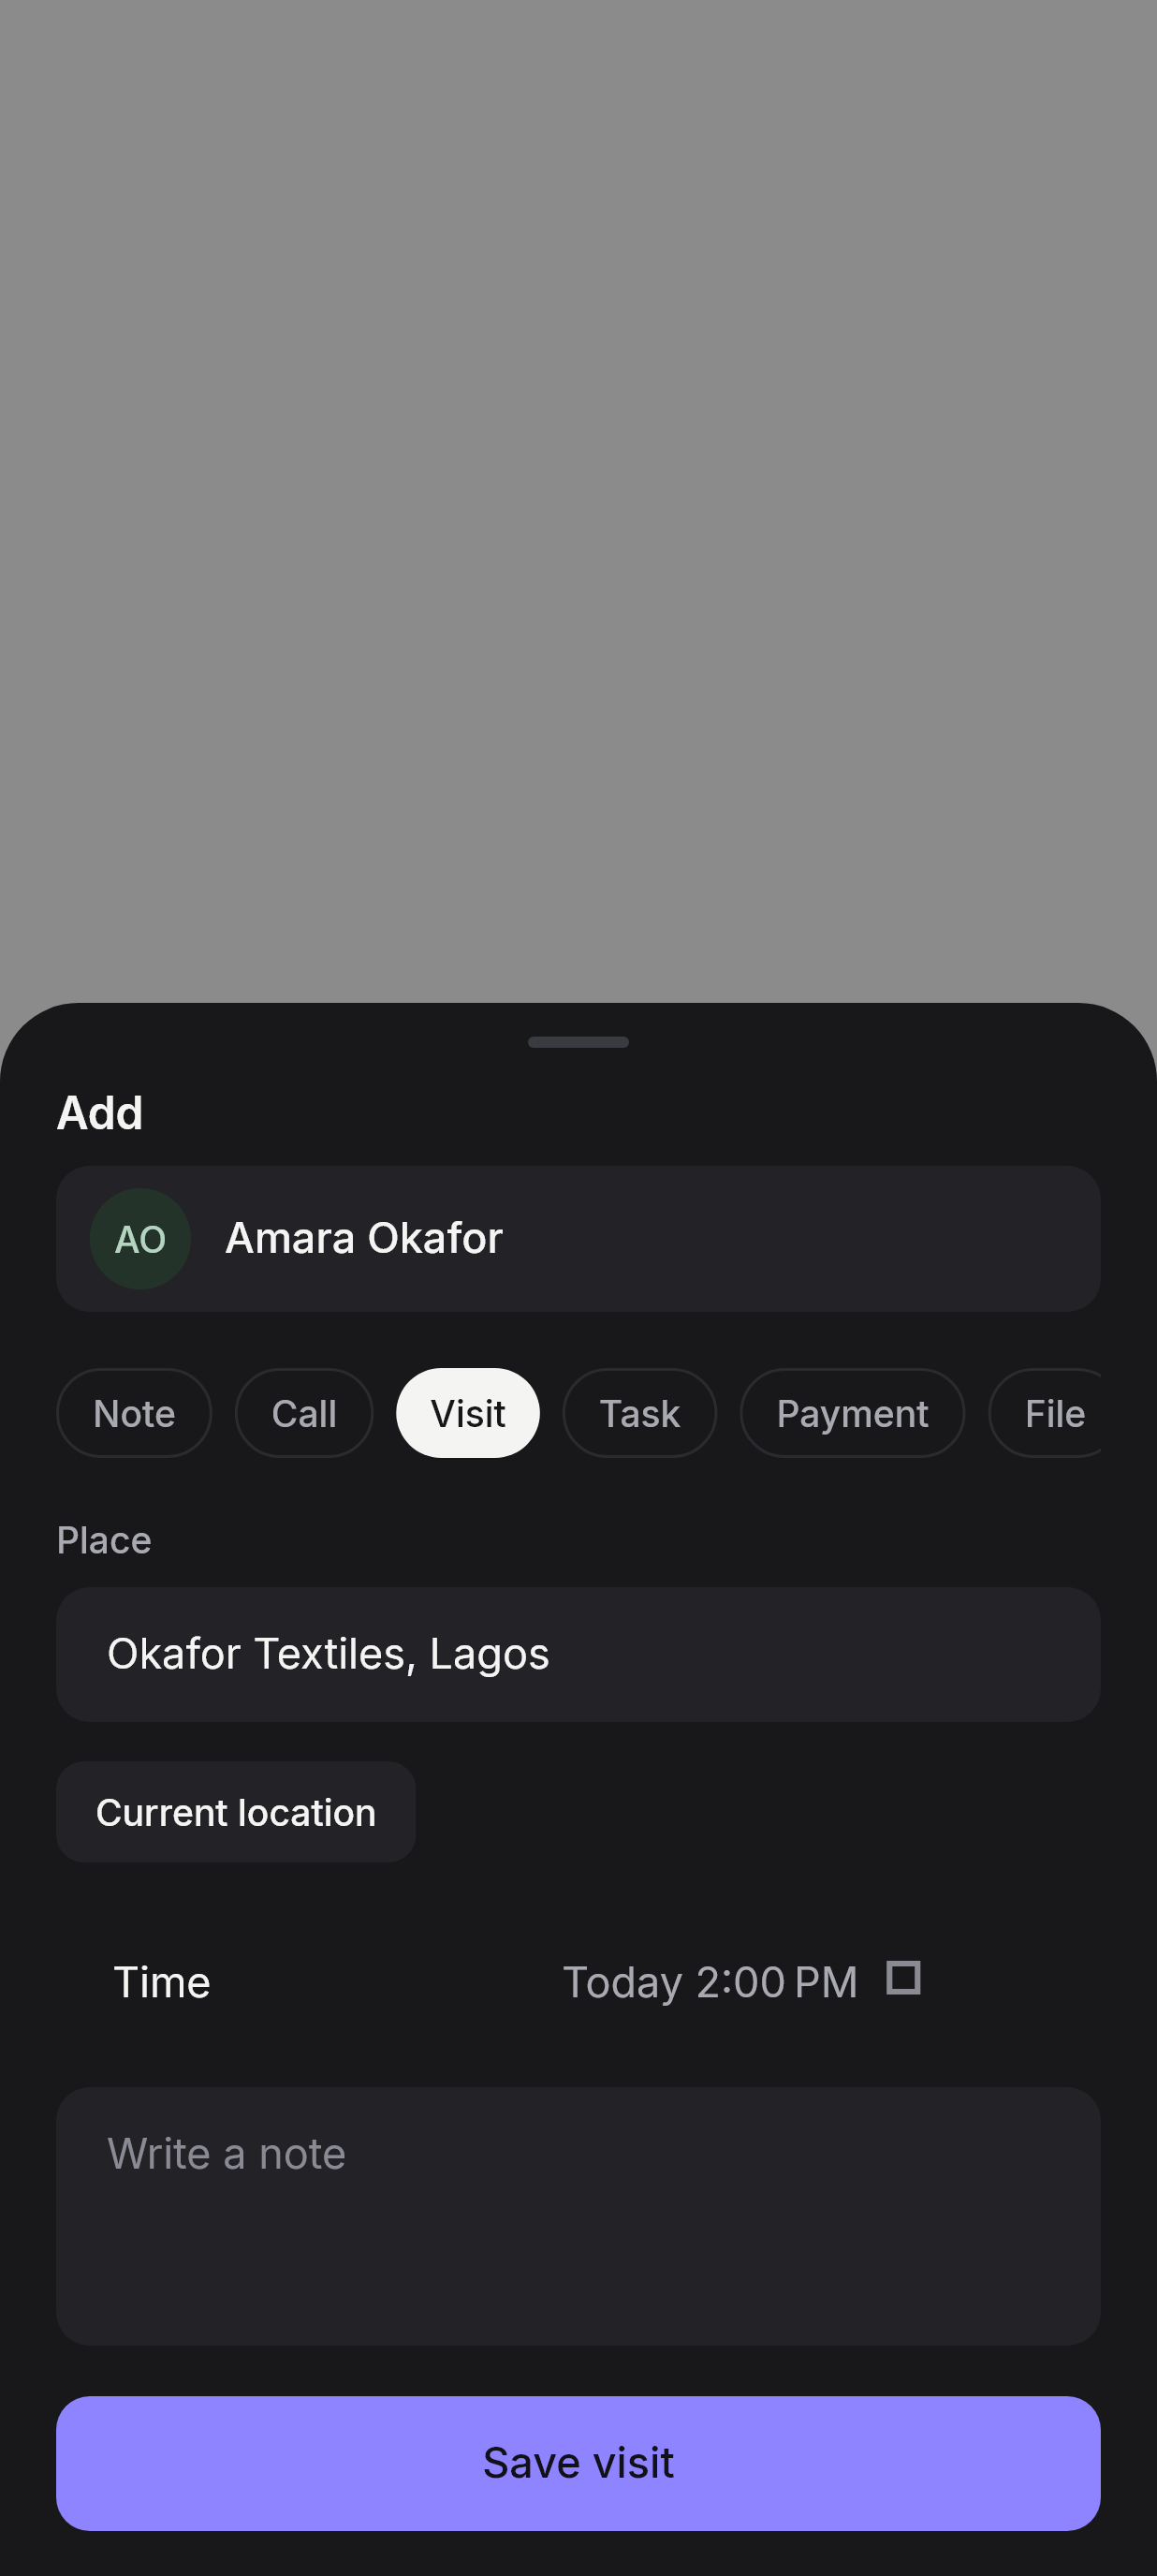 Add
AO Amara Okafor
Note Call Visit Task Payment File
Place
Okafor Textiles, Lagos
Current location
Time Today 2:00 PM
Write a note
Save visit